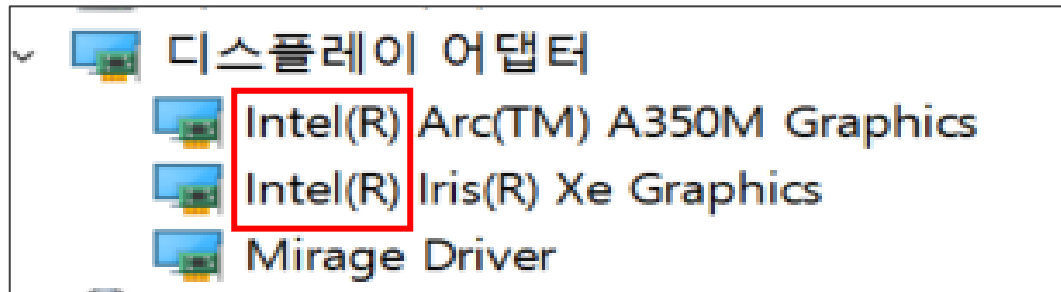 디스플레이 어댑터
Intel(R) Arc(TM) A350M Graphics
Intel(R) Iris(R) Xe Graphics
Mirage Driver